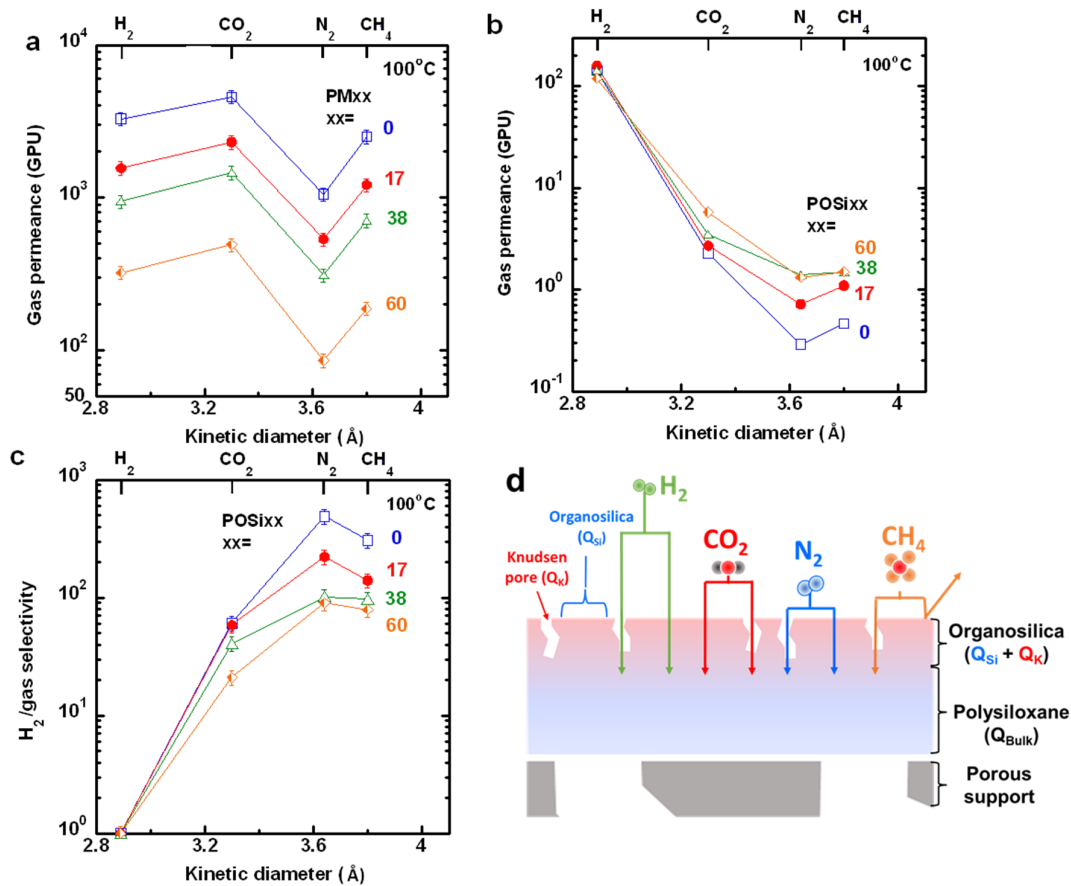 a
H2 CO2 N2 CH4
100°C
PMxx
xx=
0
17
38
60
10^4
10^3
10^2
50
Gas permeance (GPU)
2.8 3.2 3.6 4
Kinetic diameter (Å)
b
H2 CO2 N2 CH4
100°C
POSixx
xx=
60
38
17
0
10^2
10^1
10^0
10^-1
Gas permeance (GPU)
2.8 3.2 3.6 4
Kinetic diameter (Å)
c
H2 CO2 N2 CH4
100°C
POSixx
xx=
0
17
38
60
10^3
10^2
10^1
10^0
H2/gas selectivity
2.8 3.2 3.6 4
Kinetic diameter (Å)
d
H2
Organosilica
(QSi)
Knudsen
pore (QK)
CO2
N2
CH4
Organosilica
(QSi + QK)
Polysiloxane
(QBulk)
Porous
support